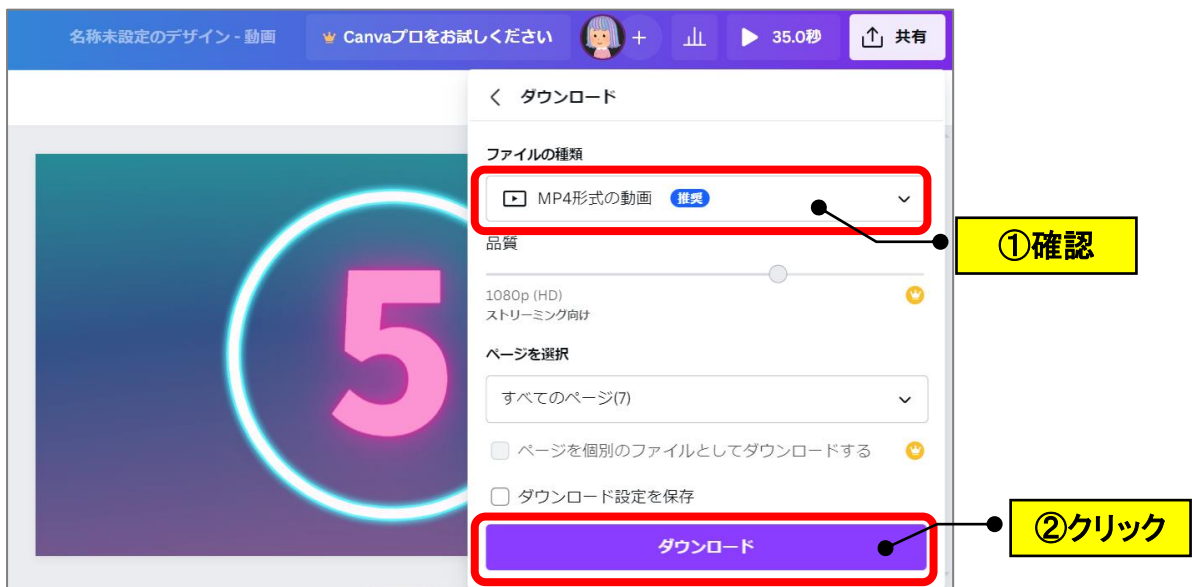 名称未設定のデザイン - 動画
Canvaプロをお試しください
+
35.0秒
共有
ダウンロード
ファイルの種類
MP4形式の動画 推奨
①確認
品質
1080p (HD)
ストリーミング向け
ページを選択
すべてのページ(7)
ページを個別のファイルとしてダウンロードする
ダウンロード設定を保存
ダウンロード
②クリック
5